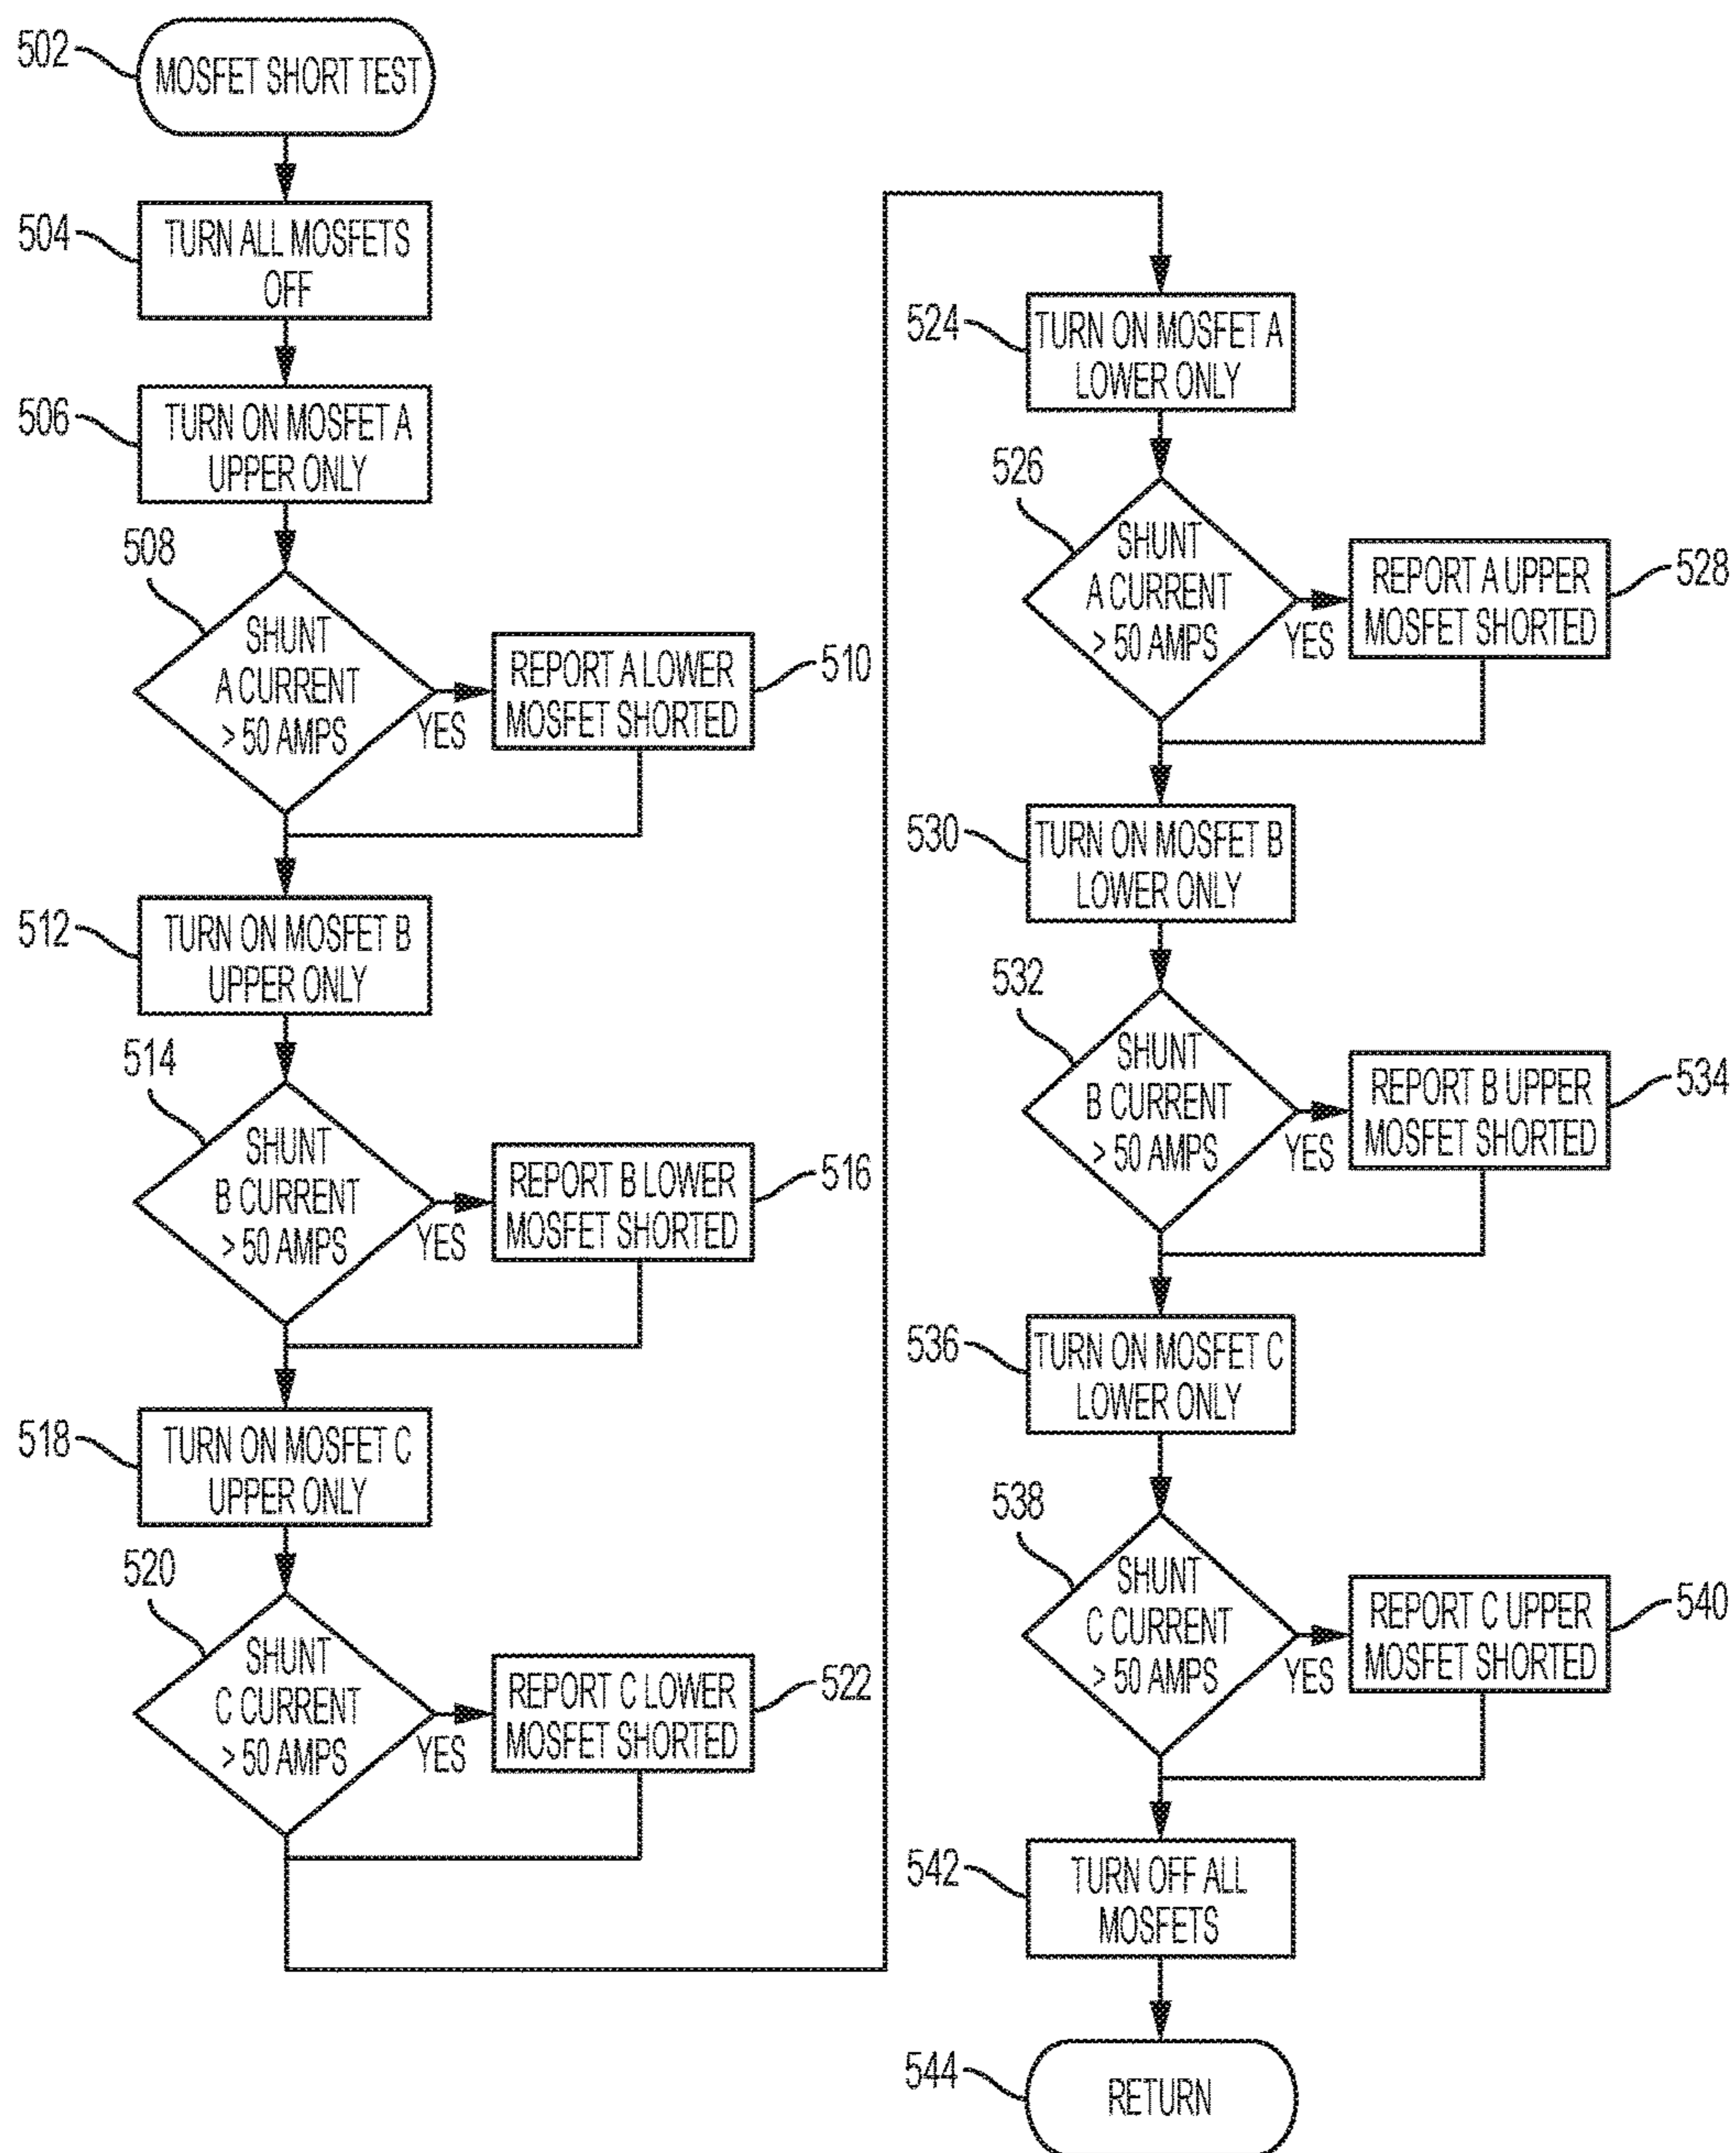 502
MOSFET SHORT TEST
504
TURN ALL MOSFETS
OFF
506
TURN ON MOSFET A
UPPER ONLY
508
SHUNT
A CURRENT
> 50 AMPS
YES
REPORT A LOWER
MOSFET SHORTED
510
512
TURN ON MOSFET B
UPPER ONLY
514
SHUNT
B CURRENT
> 50 AMPS
YES
REPORT B LOWER
MOSFET SHORTED
516
518
TURN ON MOSFET C
UPPER ONLY
520
SHUNT
C CURRENT
> 50 AMPS
YES
REPORT C LOWER
MOSFET SHORTED
522
524
TURN ON MOSFET A
LOWER ONLY
526
SHUNT
A CURRENT
> 50 AMPS
YES
REPORT A UPPER
MOSFET SHORTED
528
530
TURN ON MOSFET B
LOWER ONLY
532
SHUNT
B CURRENT
> 50 AMPS
YES
REPORT B UPPER
MOSFET SHORTED
534
536
TURN ON MOSFET C
LOWER ONLY
538
SHUNT
C CURRENT
> 50 AMPS
YES
REPORT C UPPER
MOSFET SHORTED
540
542
TURN OFF ALL
MOSFETS
544
RETURN